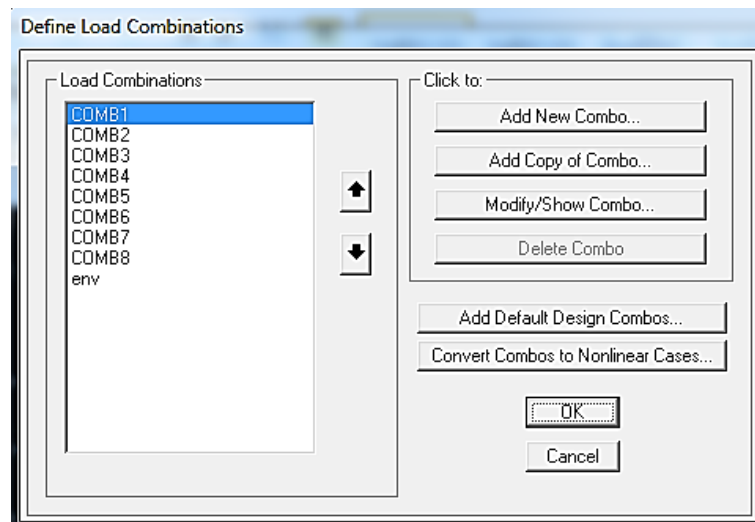 Define Load Combinations
Load Combinations
COMB1
COMB2
COMB3
COMB4
COMB5
COMB6
COMB7
COMB8
env
Click to:
Add New Combo...
Add Copy of Combo...
Modify/Show Combo...
Delete Combo
Add Default Design Combos...
Convert Combos to Nonlinear Cases...
OK
Cancel